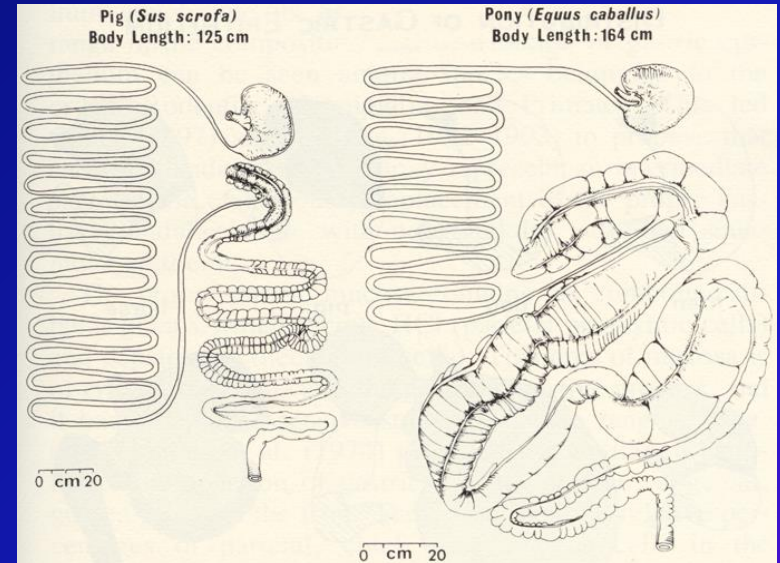 Pig (Sus scrofa)
Body Length: 125 cm
Pony (Equus caballus)
Body Length: 164 cm
0 cm 20
0 cm 20